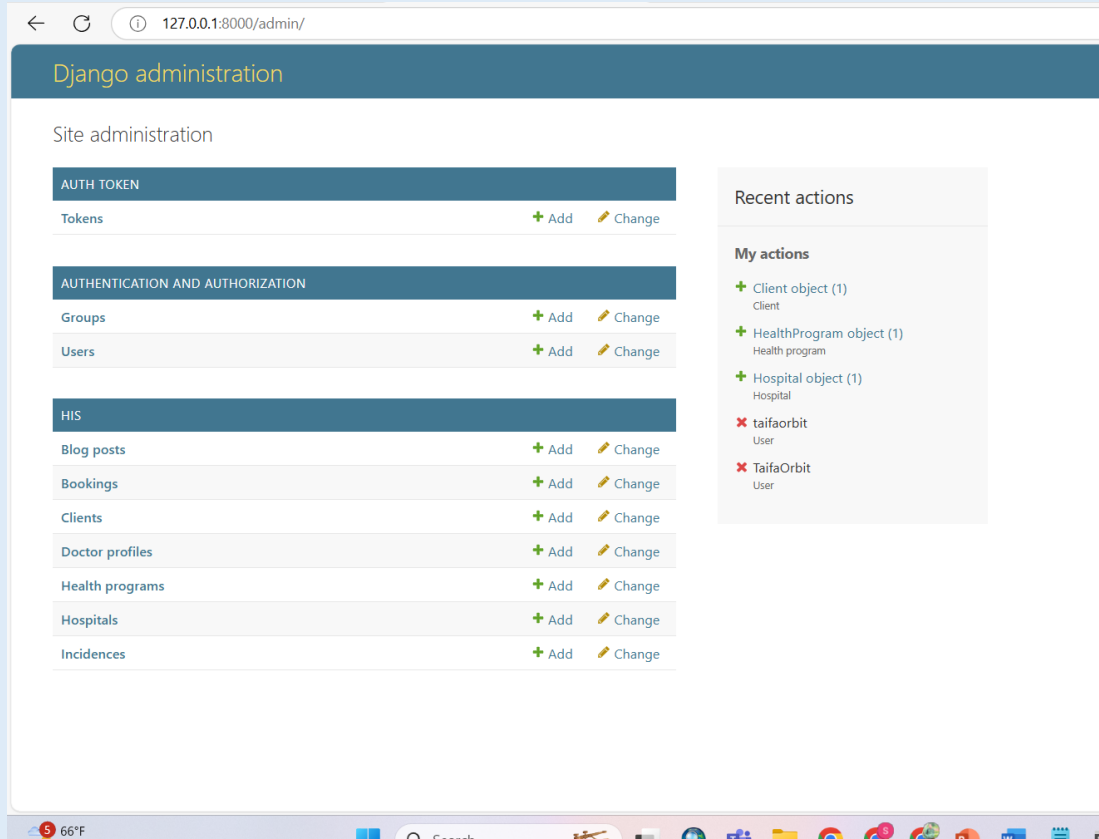 127.0.0.1:8000/admin/
Django administration
Site administration
AUTH TOKEN
Tokens
Add
Change
AUTHENTICATION AND AUTHORIZATION
Groups
Add
Change
Users
Add
Change
HIS
Blog posts
Add
Change
Bookings
Add
Change
Clients
Add
Change
Doctor profiles
Add
Change
Health programs
Add
Change
Hospitals
Add
Change
Incidences
Add
Change
Recent actions
My actions
Client object (1)
Client
HealthProgram object (1)
Health program
Hospital object (1)
Hospital
taifaorbit
User
TaifaOrbit
User
5
66°F
Search
S